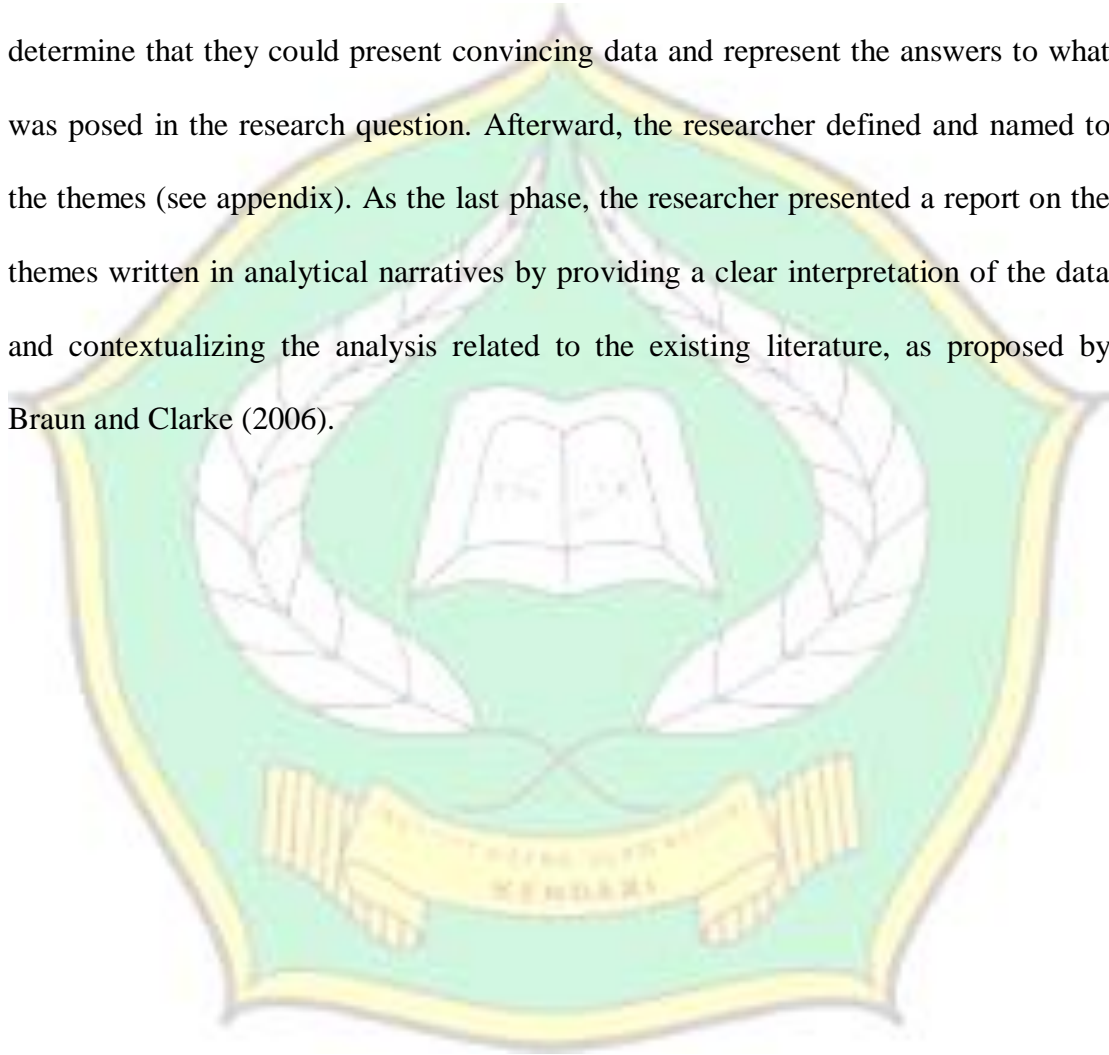 determine that they could present convincing data and represent the answers to what
was posed in the research question. Afterward, the researcher defined and named to
the themes (see appendix). As the last phase, the researcher presented a report on the
themes written in analytical narratives by providing a clear interpretation of the data
and contextualizing the analysis related to the existing literature, as proposed by
Braun and Clarke (2006).
KENDARI